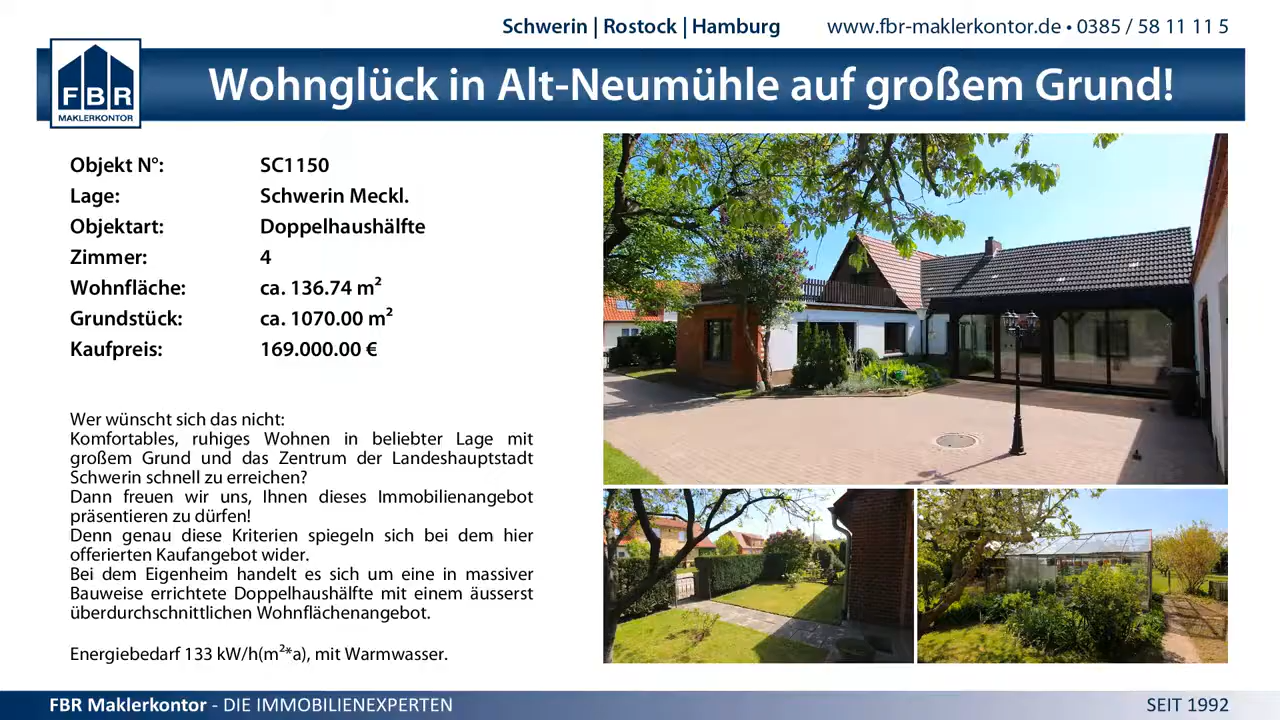 Schwerin | Rostock | Hamburg www.fbr-maklerkontor.de • 0385 / 58 11 11 5
FBR
MAKLERKONTOR
Wohnglück in Alt-Neumühle auf großem Grund!
Objekt N°: SC1150
Lage: Schwerin Meckl.
Objektart: Doppelhaushälfte
Zimmer: 4
Wohnfläche: ca. 136.74 m²
Grundstück: ca. 1070.00 m²
Kaufpreis: 169.000.00 €
Wer wünscht sich das nicht:
Komfortables, ruhiges Wohnen in beliebter Lage mit
großem Grund und das Zentrum der Landeshauptstadt
Schwerin schnell zu erreichen?
Dann freuen wir uns, Ihnen dieses Immobilienangebot
präsentieren zu dürfen!
Denn genau diese Kriterien spiegeln sich bei dem hier
offerierten Kaufangebot wider.
Bei dem Eigenheim handelt es sich um eine in massiver
Bauweise errichtete Doppelhaushälfte mit einem äusserst
überdurchschnittlichen Wohnflächenangebot.
Energiebedarf 133 kW/h(m²*a), mit Warmwasser.
FBR Maklerkontor - DIE IMMOBILIENEXPERTEN SEIT 1992